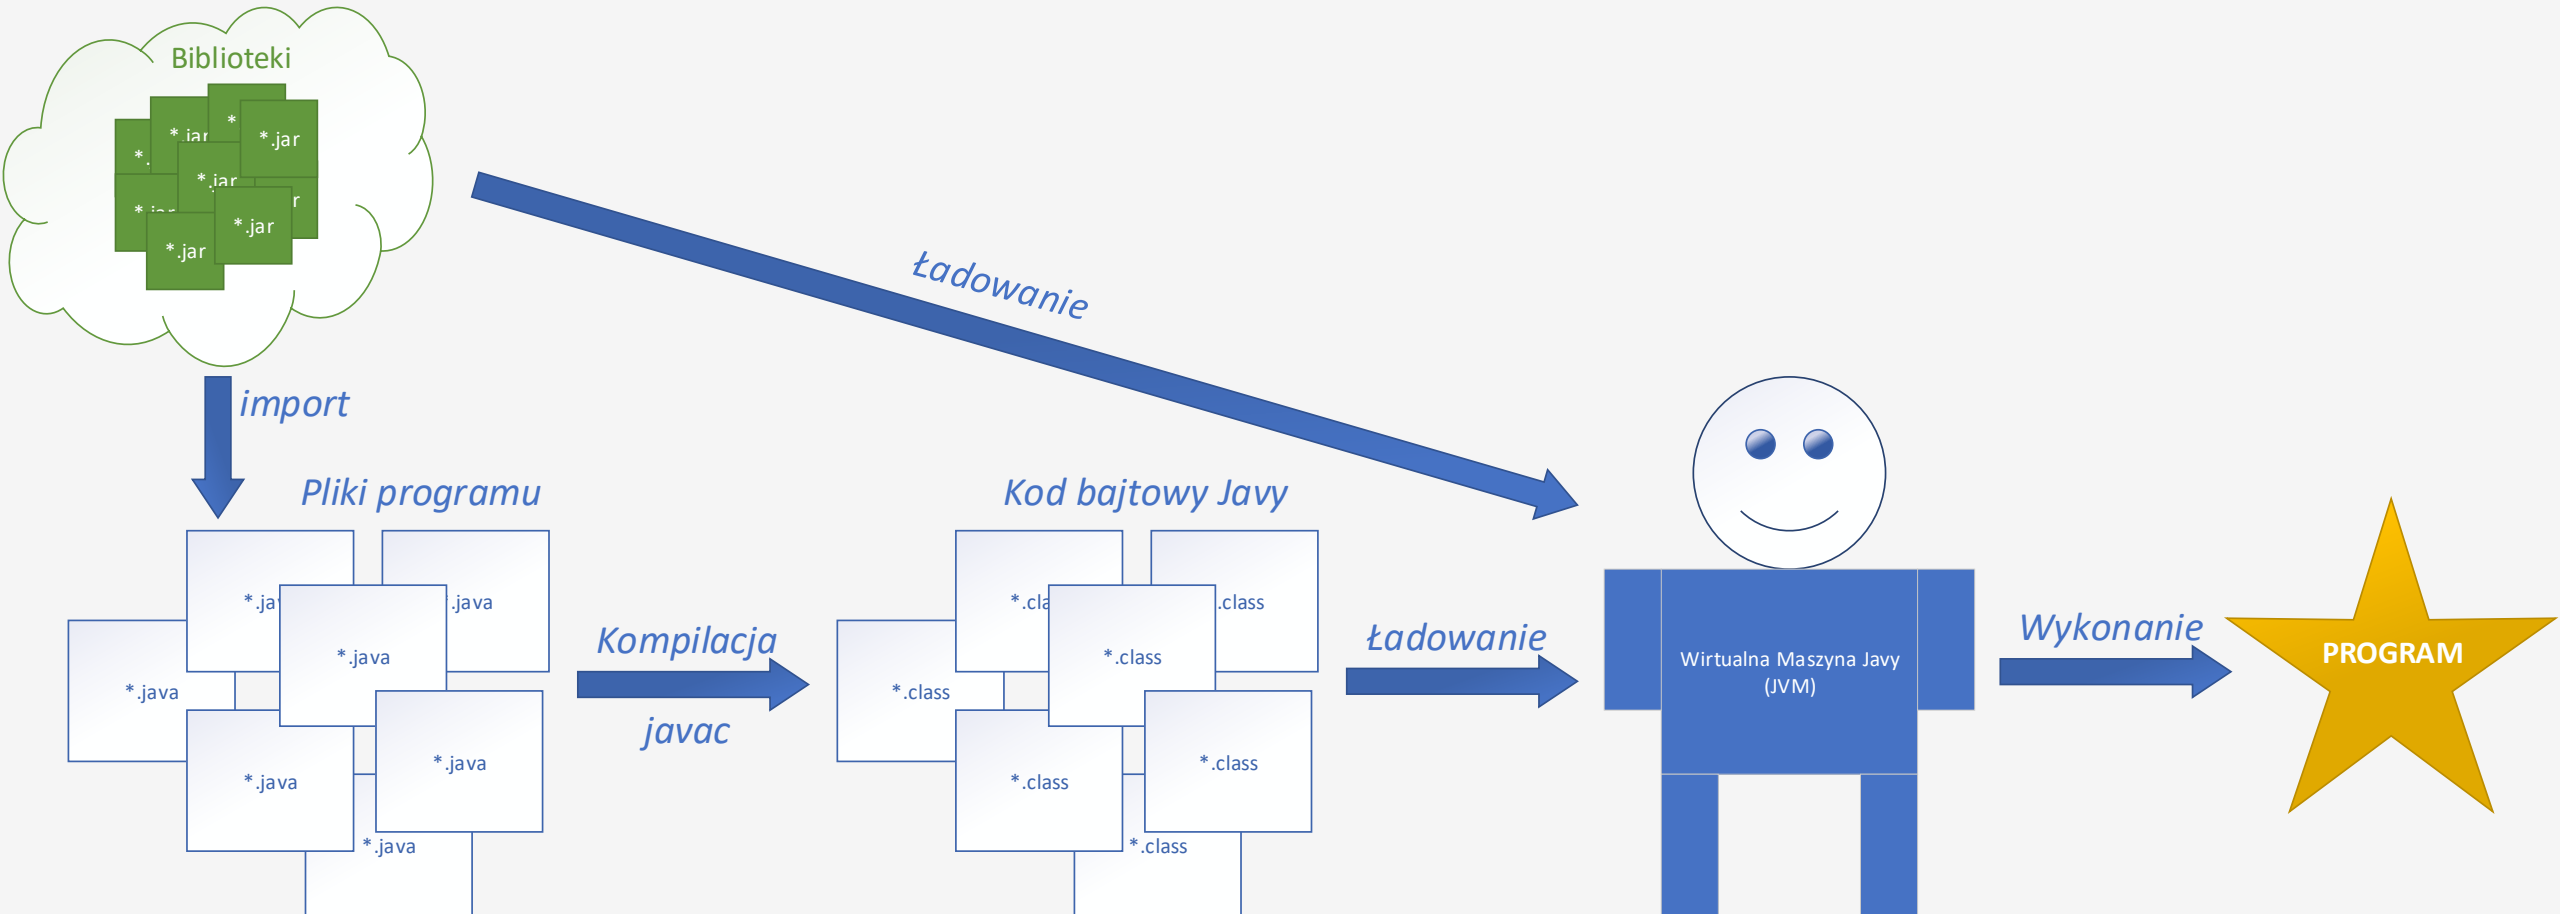 Biblioteki
*.jar
*.jar
*.jar
*.jar
*.jar
import
Ładowanie
Pliki programu
*.java
*.java
*.java
*.java
*.java
.java
Kompilacja
javac
Kod bajtowy Javy
.class
*.class
*.class
*.class
*.class
*.class
Ładowanie
Wirtualna Maszyna Javy
(JVM)
Wykonanie
PROGRAM